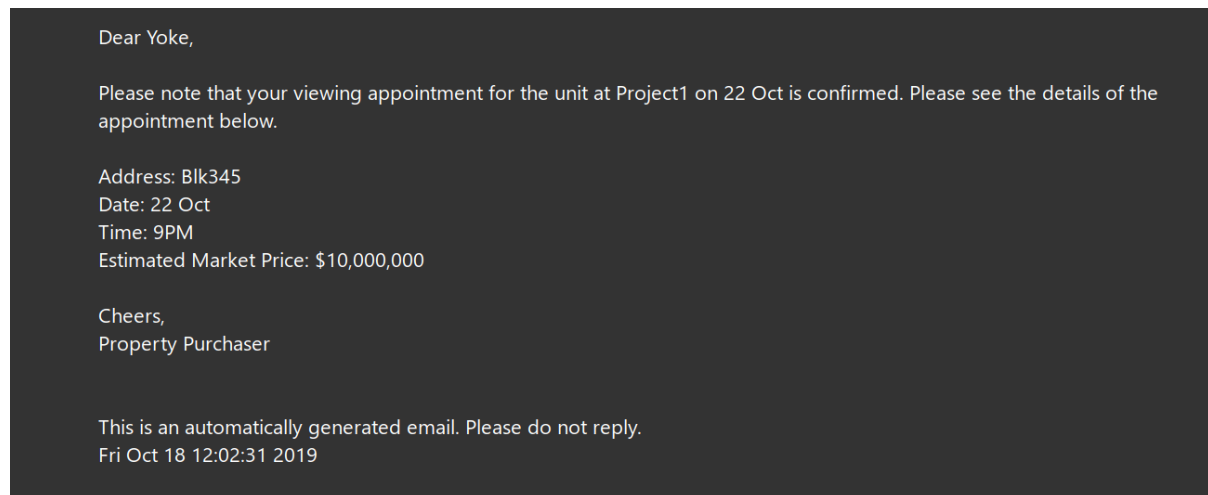 Dear Yoke,
Please note that your viewing appointment for the unit at Project1 on 22 Oct is confirmed. Please see the details of the
appointment below.
Address: Blk345
Date: 22 Oct
Time: 9PM
Estimated Market Price: $10,000,000
Cheers,
Property Purchaser
This is an automatically generated email. Please do not reply.
Fri Oct 18 12:02:31 2019